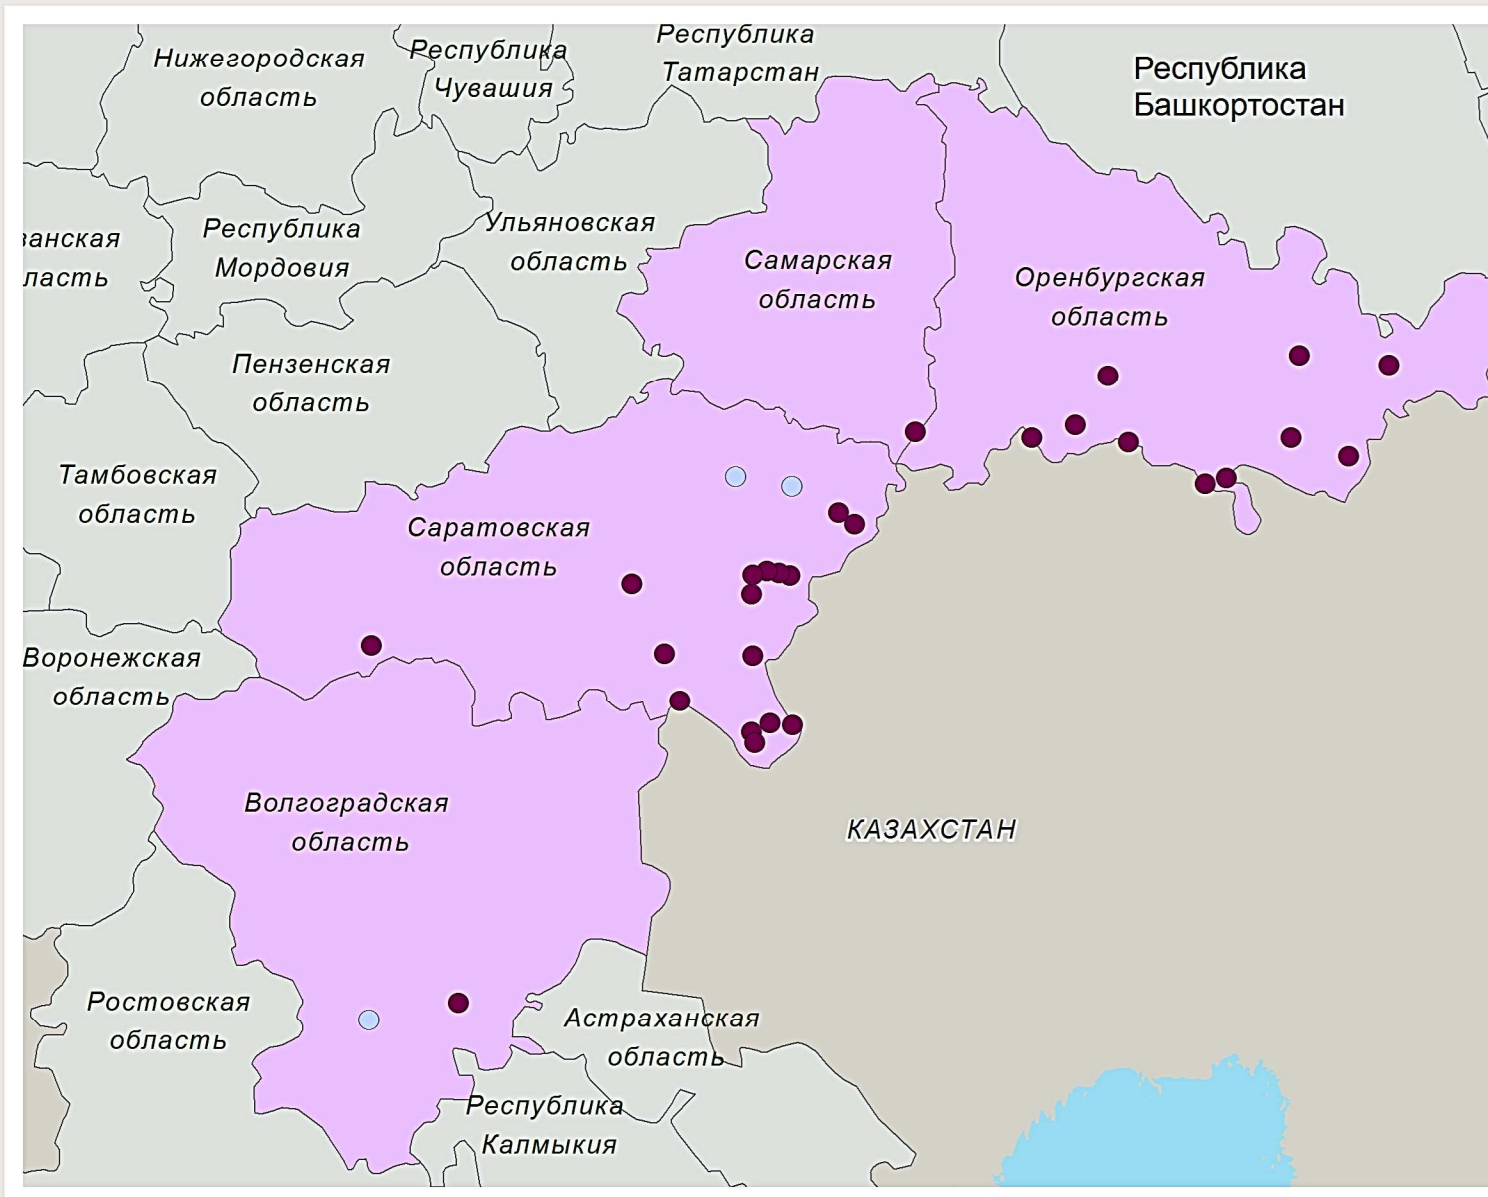 Нижегородская
область
Республика
Чувашия
Республика
Татарстан
Республика
Башкортостан
занская
ласть
Республика
Мордовия
Ульяновская
область
Самарская
область
Оренбургская
область
Пензенская
область
Тамбовская
область
Саратовская
область
Воронежская
область
Волгоградская
область
КАЗАХСТАН
Ростовская
область
Астраханская
область
Республика
Калмыкия